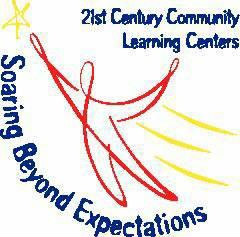 21st Century Community
Learning Centers
Soaring Beyond Expectations